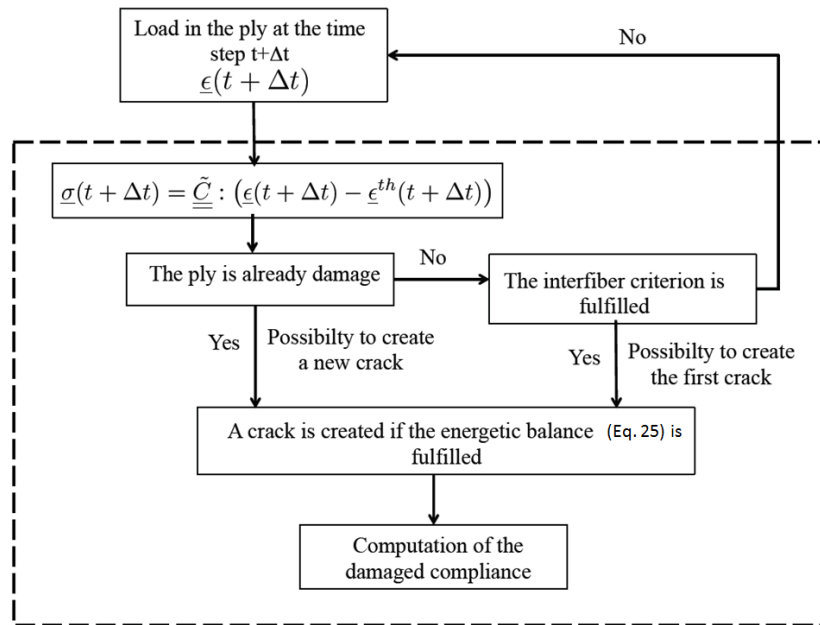 Load in the ply at the time
step t+Δt
ϵ(t + Δt)
No
σ(t + Δt) = C̃ : (ϵ(t + Δt) − ϵ^{th}(t + Δt))
The ply is already damage
No
The interfiber criterion is
fulfilled
Yes
Possibilty to create
a new crack
Yes
Possibilty to create
the first crack
A crack is created if the energetic balance (Eq. 25) is
fulfilled
Computation of the
damaged compliance